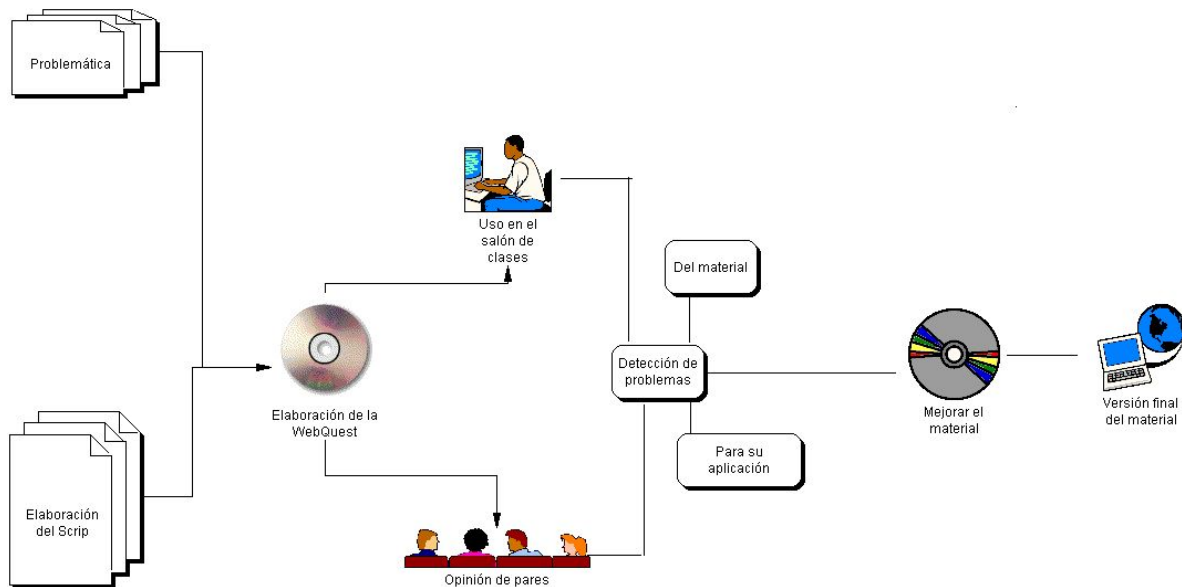 Problemática
Uso en el
salón de
clases
Del material
Detección de
problemas
Elaboración de la
WebQuest
Mejorar el
material
Versión final
del material
Para su
aplicación
Elaboración
del Scrip
Opinión de pares